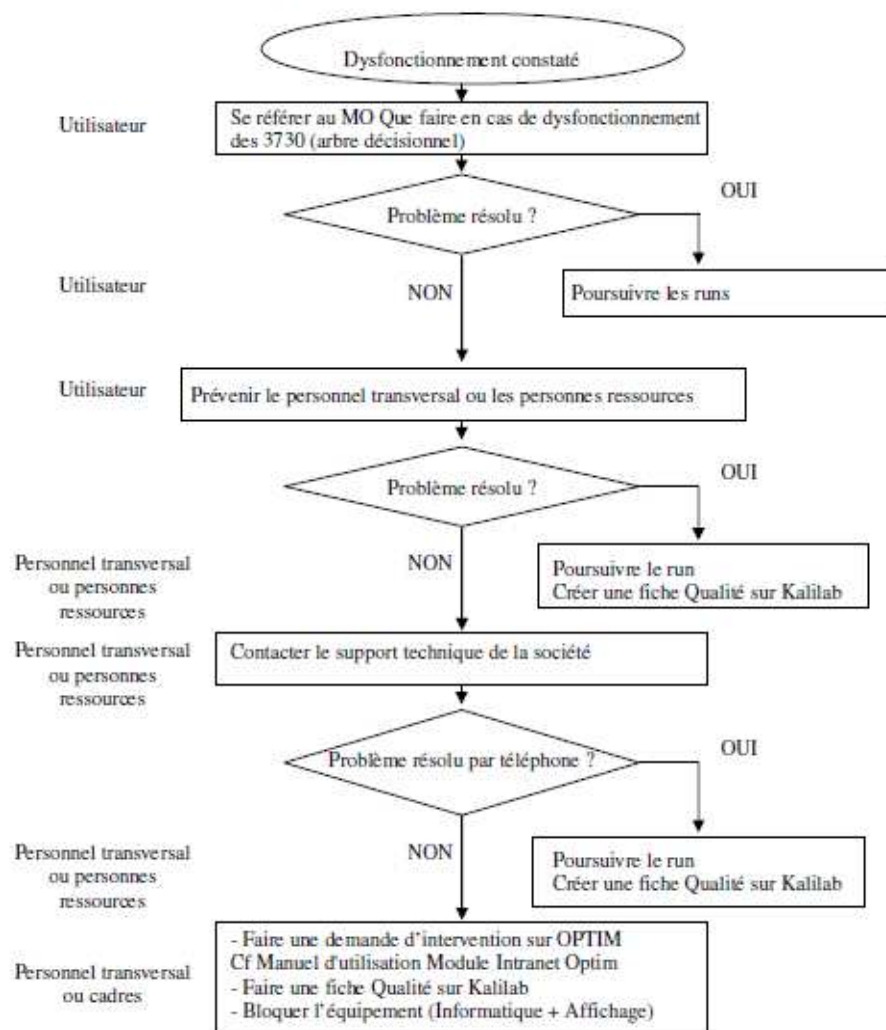 Dysfonctionnement constaté
Utilisateur
Se référer au MO Que faire en cas de dysfonctionnement
des 3730 (arbre décisionnel)
Problème résolu ?
OUI
Utilisateur
NON
Poursuivre les runs
Utilisateur
Prévenir le personnel transversal ou les personnes ressources
Problème résolu ?
OUI
Personnel transversal
ou personnes
ressources
NON
Poursuivre le run
Créer une fiche Qualité sur Kalilab
Personnel transversal
ou personnes
ressources
Contacter le support technique de la société
Problème résolu par téléphone ?
OUI
Personnel transversal
ou personnes
ressources
NON
Poursuivre le run
Créer une fiche Qualité sur Kalilab
Personnel transversal
ou cadres
- Faire une demande d'intervention sur OPTIM
Cf Manuel d'utilisation Module Intranet Optim
- Faire une fiche Qualité sur Kalilab
- Bloquer l'équipement (Informatique + Affichage)